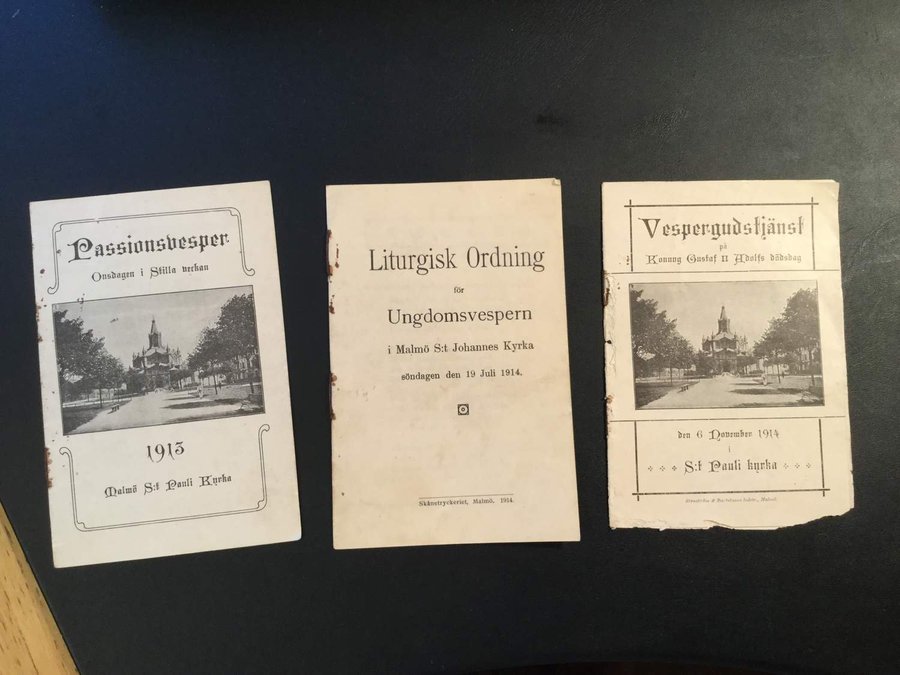 Passionsvesper
Onsdagen i Stilla veckan
1913
Malmö S:t Pauli Kyrka
Liturgisk Ordning
för
Ungdomsvespern
i Malmö S:t Johannes Kyrka
söndagen den 19 Juli 1914.
Skånetryckeriet, Malmö, 1914.
Vespergudstjänst
på
Konung Gustaf II Adolfs dödsdag
den 6 November 1914
i
S:t Pauli kyrka
Malmö